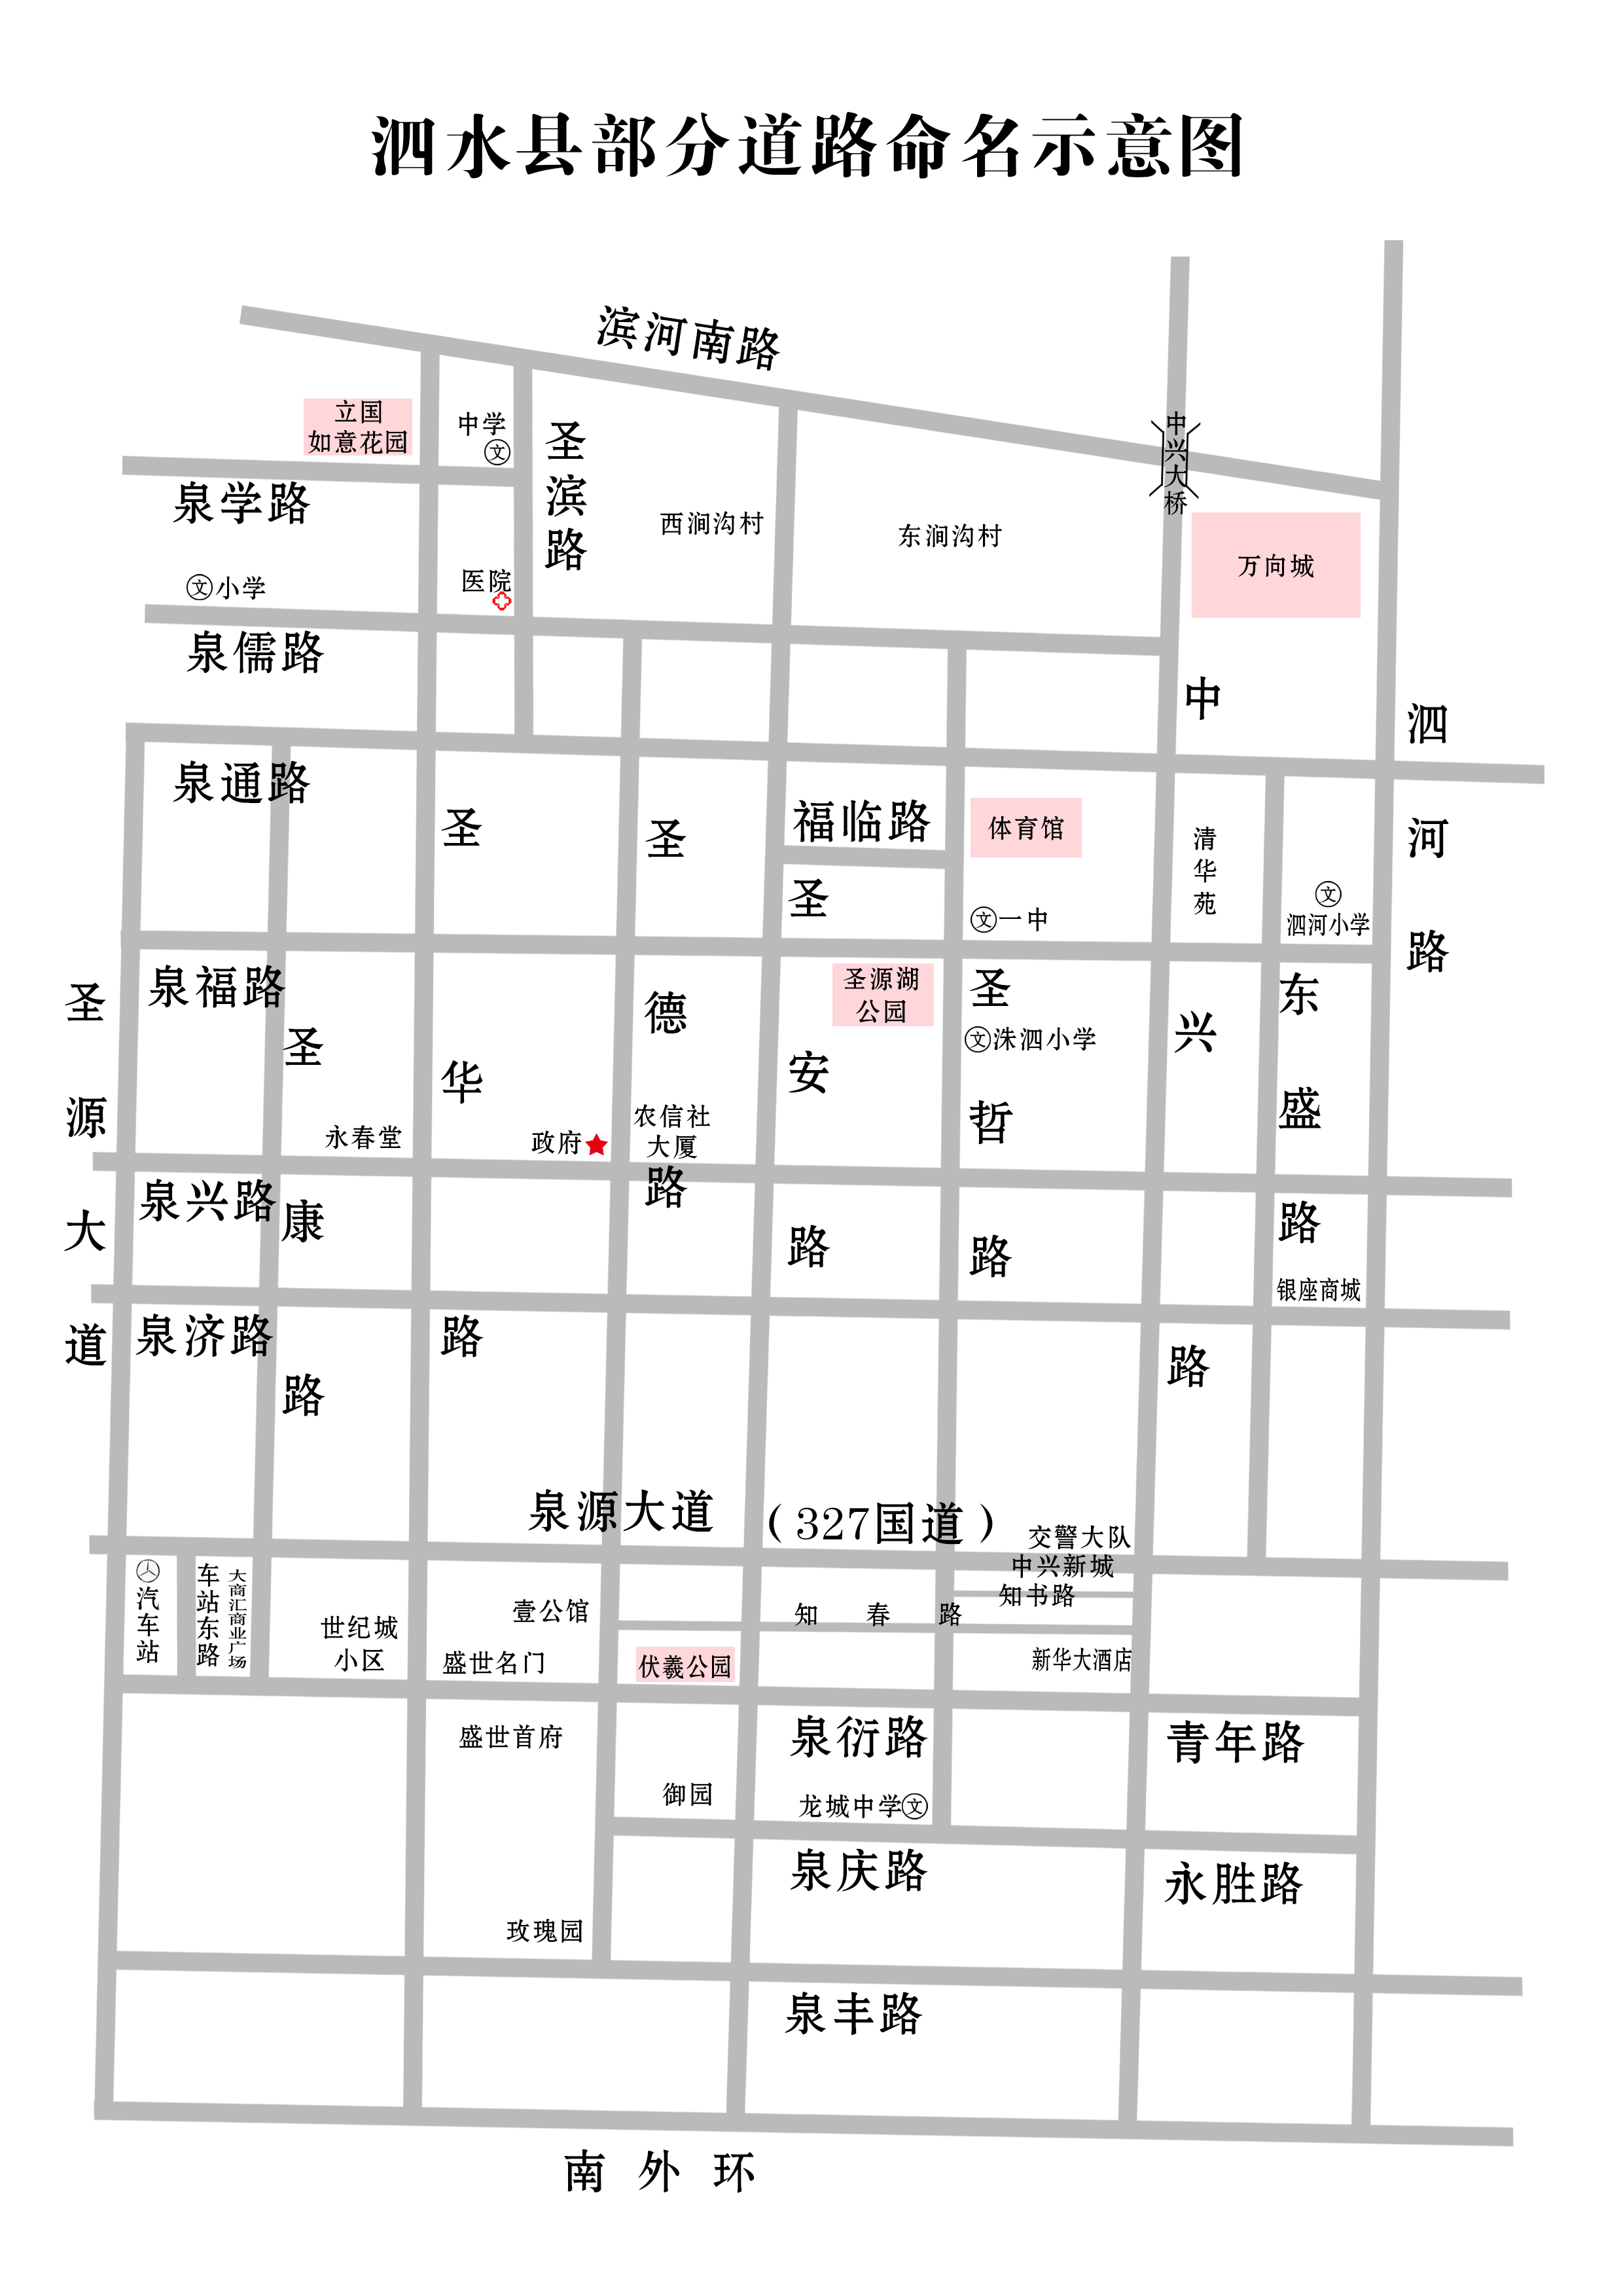 泗水县部分道路命名示意图
滨河南路
立国
如意花园
中学
文
圣滨路
中兴大桥
泉学路
西涧沟村
东涧沟村
万向城
文小学
医院
泉儒路
中兴路
泗河路
泉通路
圣华路
圣德路
福临路
体育馆
清华苑
圣安路
文一中
文
泗河小学
泉福路
圣源湖
公园
圣哲路
东盛路
圣源大道
文洙泗小学
圣康路
永春堂
政府
农信社
大厦
泉兴路
银座商城
泉济路
泉源大道 （327国道）
交警大队
中兴新城
知书路
汽车站
车站东路
大商汇商业广场
世纪城
小区
壹公馆
知春路
盛世名门
伏羲公园
新华大酒店
盛世首府
泉衍路
青年路
御园
龙城中学文
泉庆路
永胜路
玫瑰园
泉丰路
南外环